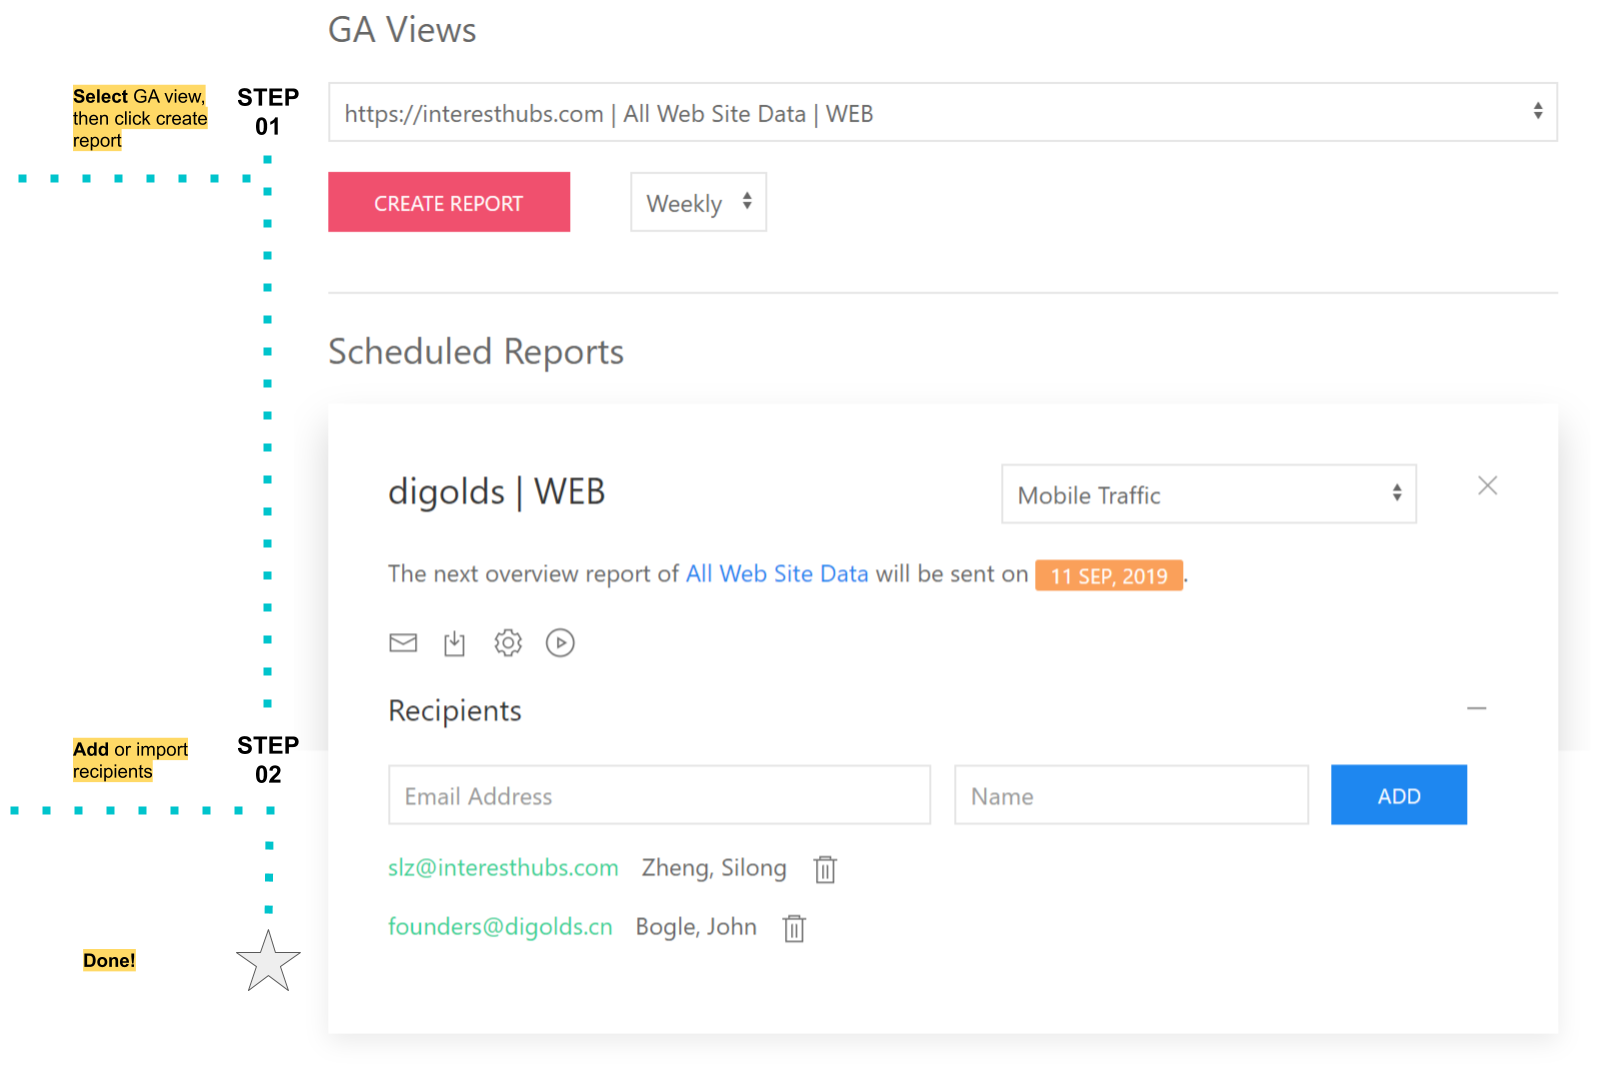 GA Views
Select GA view,
then click create
report
STEP
01
https://interesthubs.com | All Web Site Data | WEB
CREATE REPORT
Weekly
Scheduled Reports
digolds | WEB
Mobile Traffic
The next overview report of All Web Site Data will be sent on 11 SEP, 2019.
Recipients
Add or import
recipients
STEP
02
Email Address
Name
ADD
slz@interesthubs.com Zheng, Silong
founders@digolds.cn Bogle, John
Done!